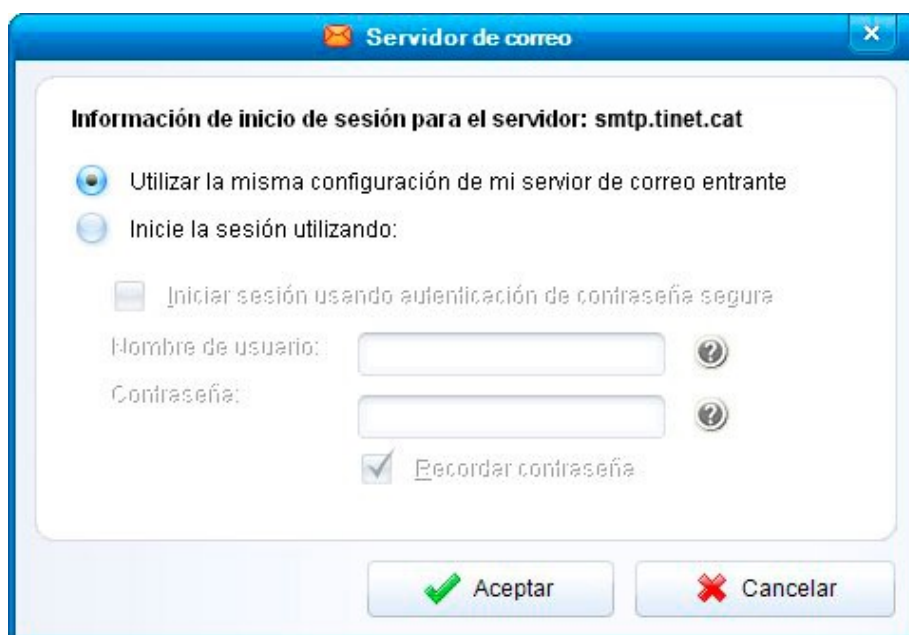 Servidor de correo
Información de inicio de sesión para el servidor: smtp.tinet.cat
Utilizar la misma configuración de mi servior de correo entrante
Inicie la sesión utilizando:
Iniciar sesión usando autenticación de contraseña segura
Nombre de usuario:
Contraseña:
Recordar contraseña
Aceptar
Cancelar